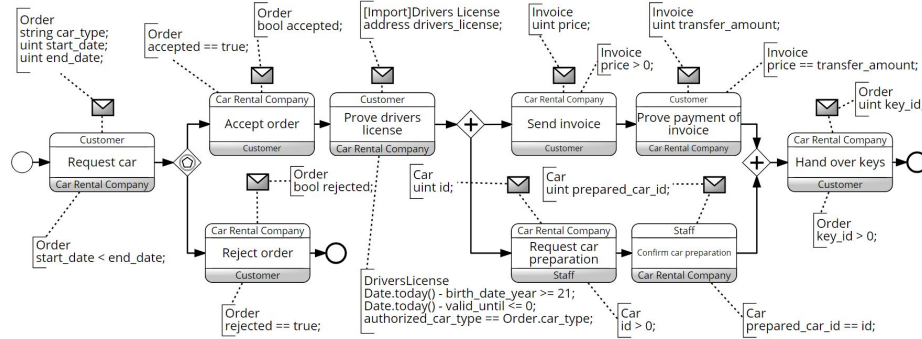 Order
string car_type;
uint start_date;
uint end_date;
Order
accepted == true;
Order
bool accepted;
[Import]Drivers License
address drivers_license;
Invoice
uint price;
Invoice
price > 0;
Invoice
uint transfer_amount;
Invoice
price == transfer_amount;
Order
uint key_id
Customer
Request car
Car Rental Company
Car Rental Company
Accept order
Customer
Customer
Prove drivers
license
Car Rental Company
Car Rental Company
Send invoice
Customer
Customer
Prove payment of
invoice
Car Rental Company
Car Rental Company
Hand over keys
Customer
Order
bool rejected;
Car
uint id;
Car
uint prepared_car_id;
Order
start_date < end_date;
Car Rental Company
Reject order
Customer
Car Rental Company
Request car
preparation
Staff
Staff
Confirm car preparation
Car Rental Company
Order
key_id > 0;
Order
rejected == true;
DriversLicense
Date.today() - birth_date_year >= 21;
Date.today() - valid_until <= 0;
authorized_car_type == Order.car_type;
Car
id > 0;
Car
prepared_car_id == id;